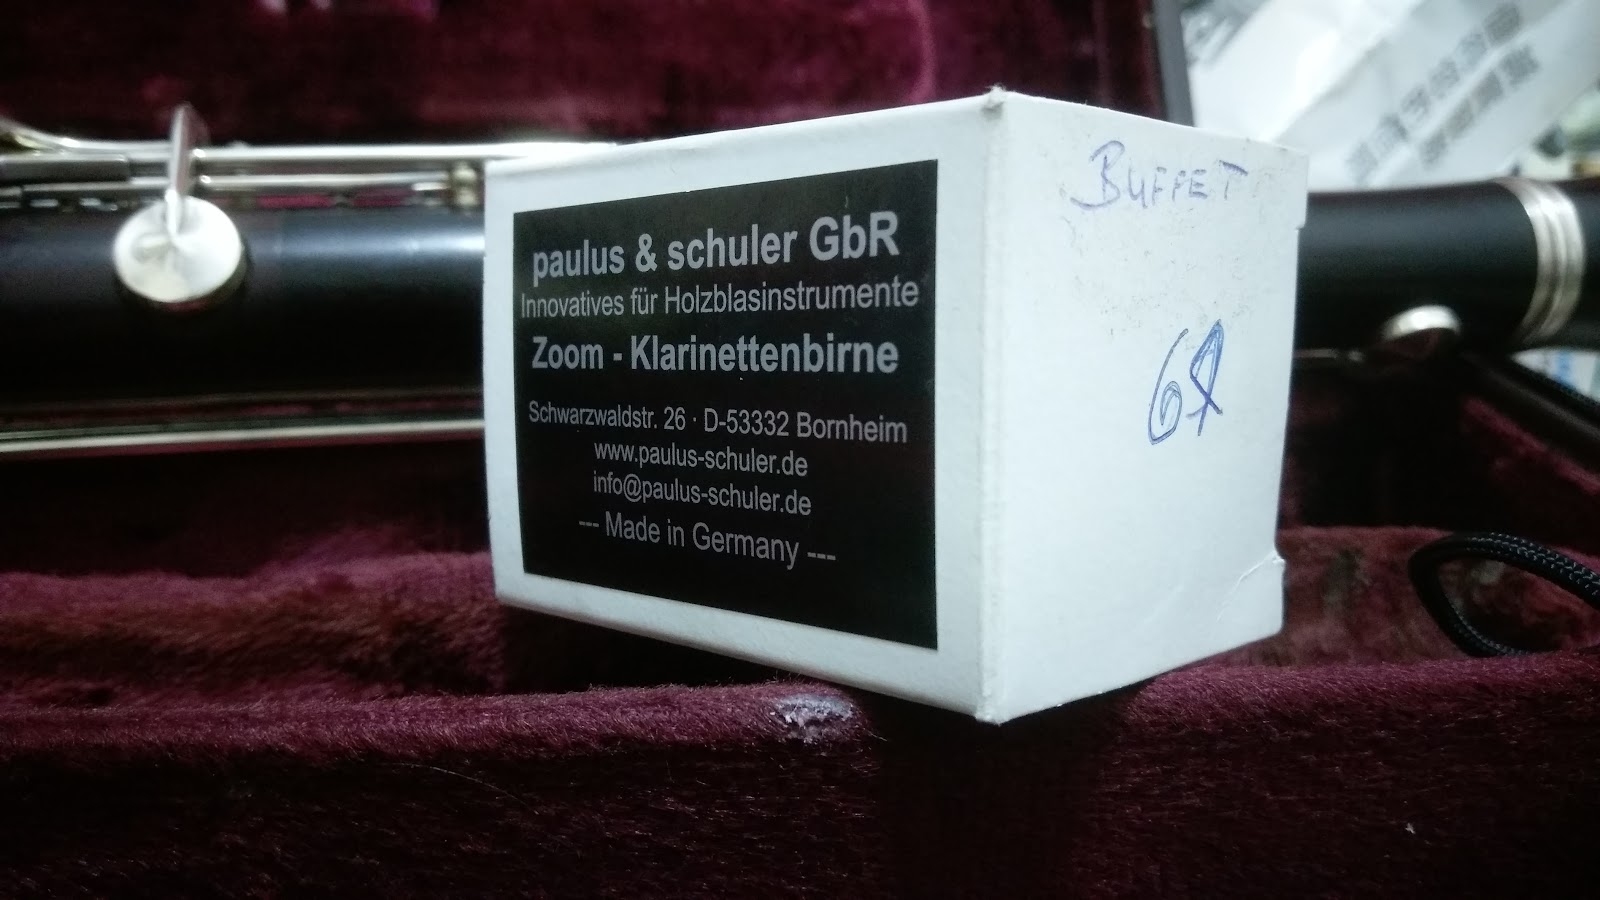 paulus & schuler GbR
Innovatives für Holzblasinstrumente
Zoom - Klarinettenbirne
Schwarzwaldstr. 26 · D-53332 Bornheim
www.paulus-schuler.de
info@paulus-schuler.de
--- Made in Germany ---
BUFFET